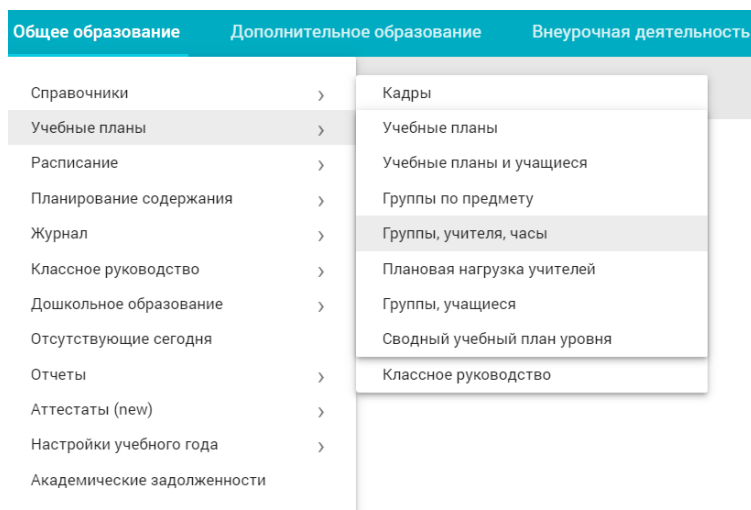 Общее образование Дополнительное образование Внеурочная деятельность
Справочники
Учебные планы
Расписание
Планирование содержания
Журнал
Классное руководство
Дошкольное образование
Отсутствующие сегодня
Отчеты
Аттестаты (new)
Настройки учебного года
Академические задолженности
Кадры
Учебные планы
Учебные планы и учащиеся
Группы по предмету
Группы, учителя, часы
Плановая нагрузка учителей
Группы, учащиеся
Сводный учебный план уровня
Классное руководство